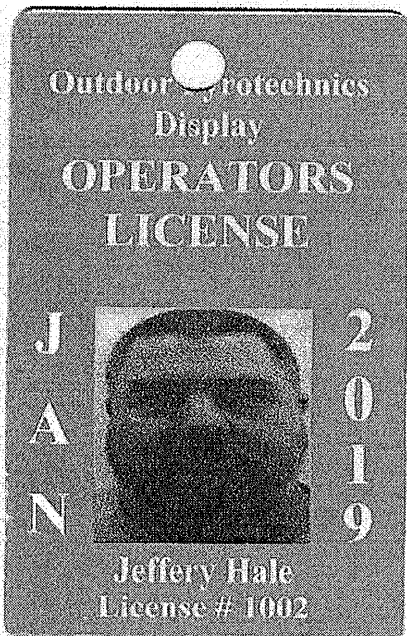 Outdoor Pyrotechnics
Display
OPERATORS
LICENSE
JAN
2019
Jeffery Hale
License # 1002